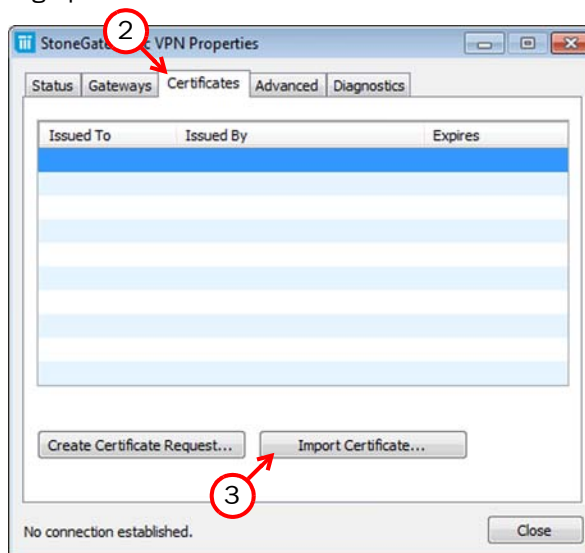 2
StoneGate VPN Properties
Status Gateways Certificates Advanced Diagnostics
Issued To Issued By Expires
Create Certificate Request... Import Certificate...
3
No connection established. Close